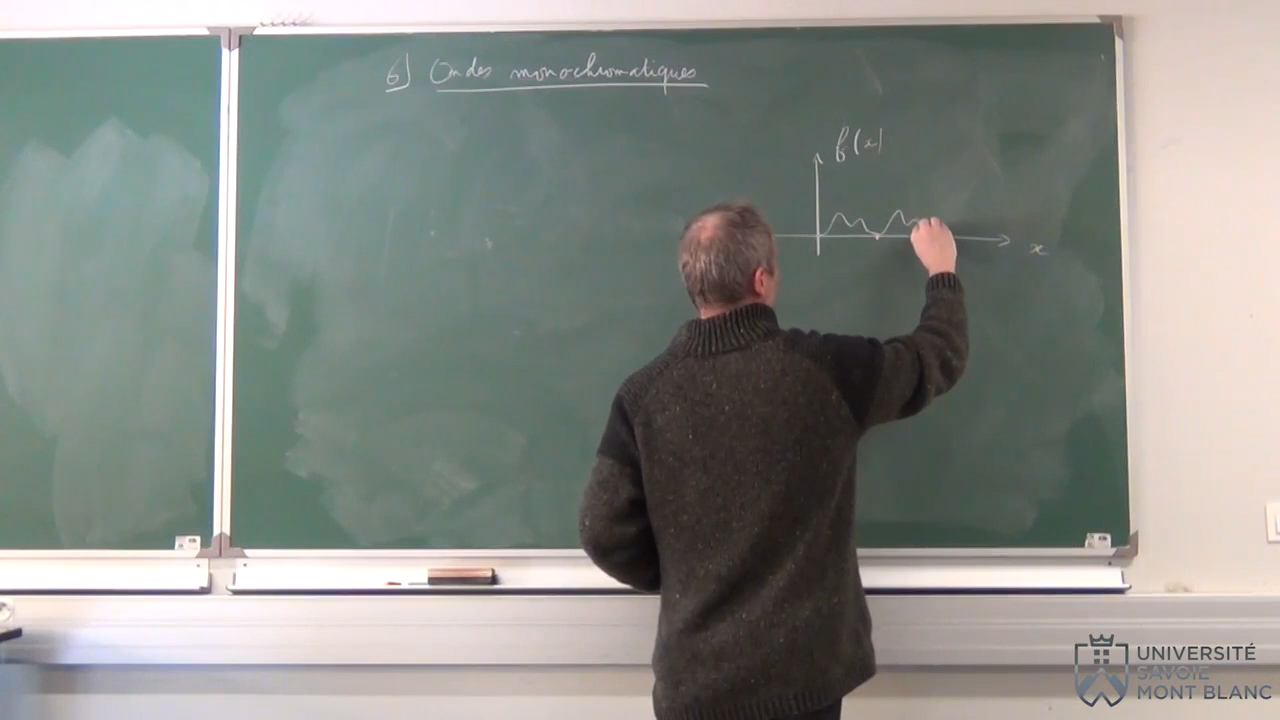 6) Ondes monochromatiques
f(x)
x
UNIVERSITÉ
SAVOIE
MONT BLANC